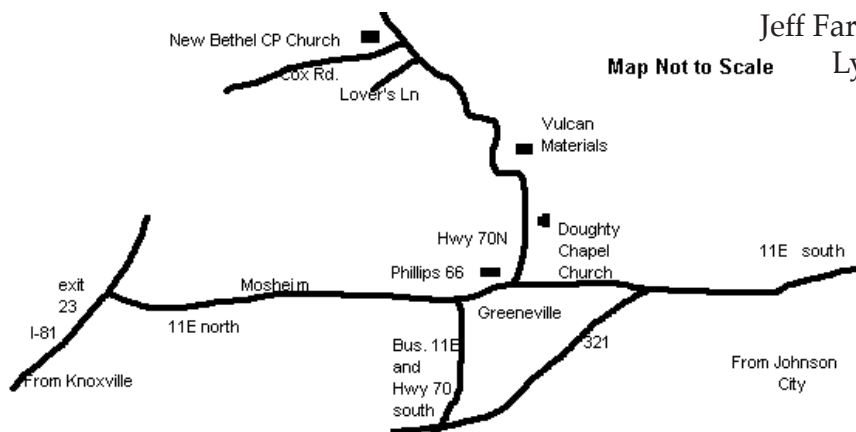 Jeff Far
Ly
Map Not to Scale
New Bethel CP Church
Cox Rd.
Lover's Ln
Vulcan
Materials
Hwy 70N
Doughty
Chapel
Church
Phillips 66
11E south
exit
23
I-81
Mosheim
11E north
Greeneville
321
Bus. 11E
and
Hwy 70
south
From Knoxville
From Johnson
City